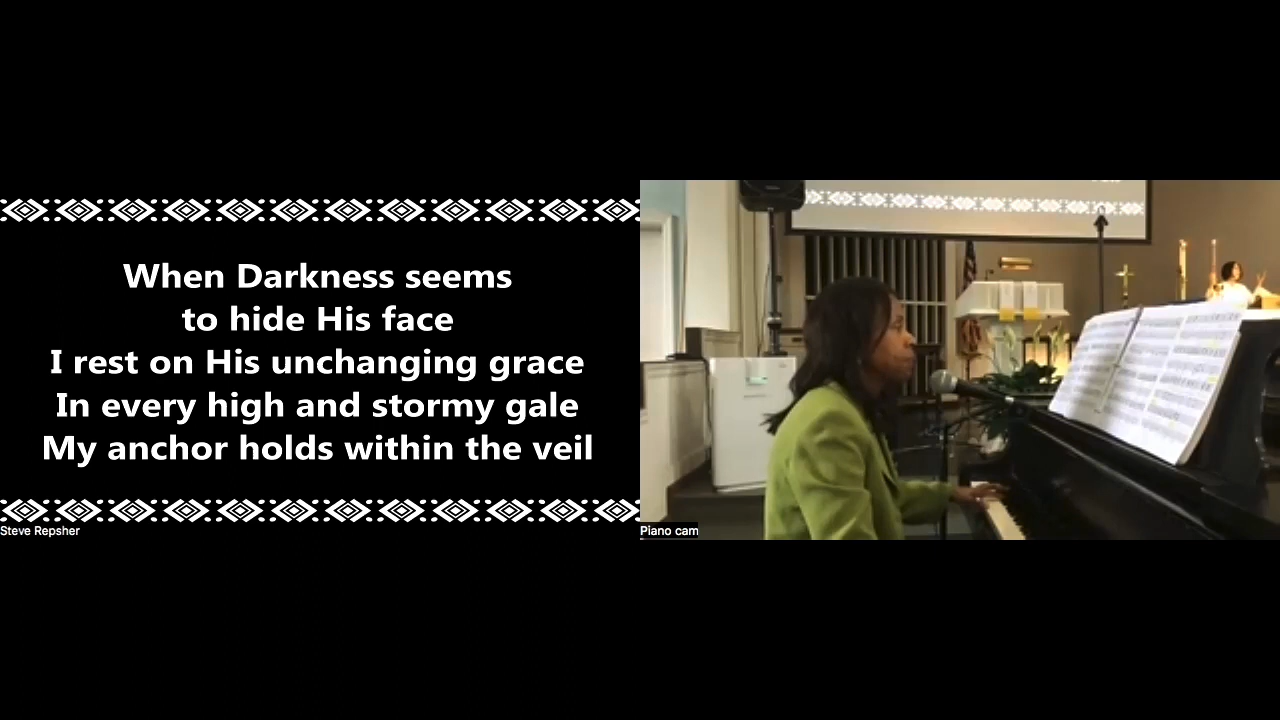 When Darkness seems
to hide His face
I rest on His unchanging grace
In every high and stormy gale
My anchor holds within the veil
Steve Repsher
Piano cam